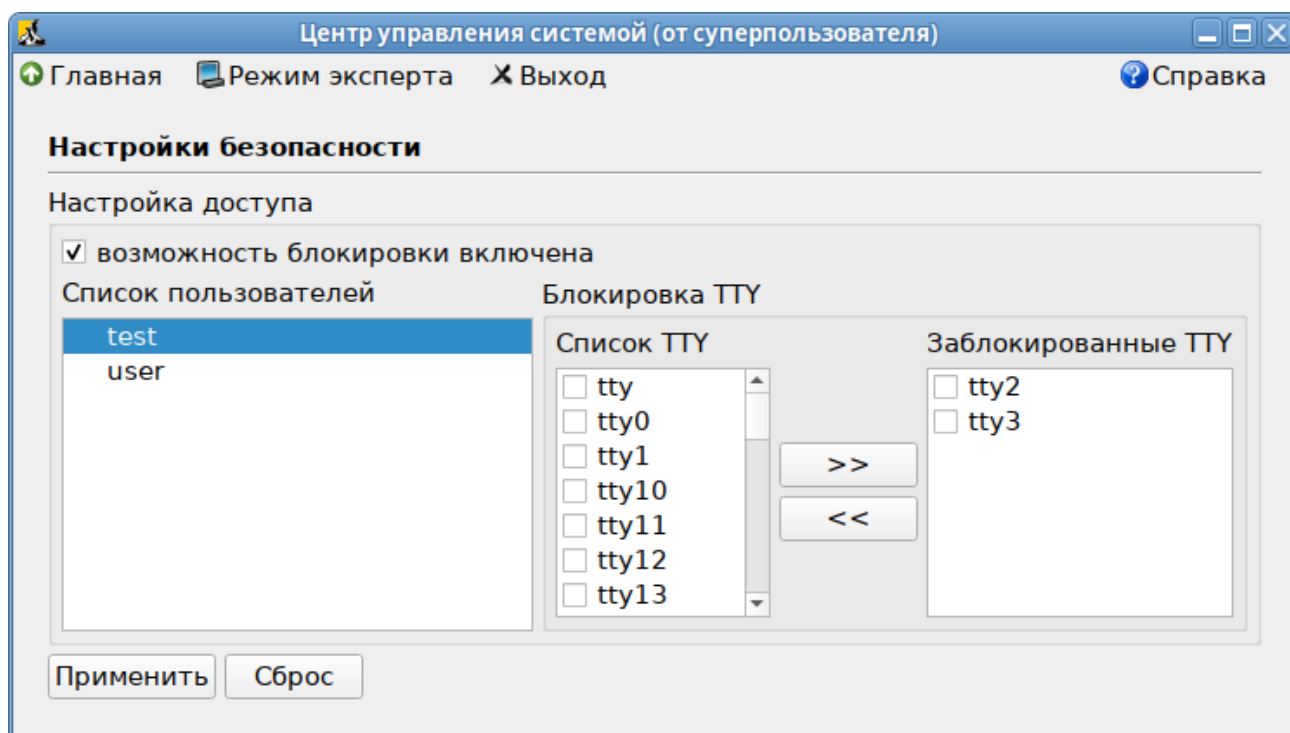 Центр управления системой (от суперпользователя)
Главная Режим эксперта Выход Справка
Настройки безопасности
Настройка доступа
возможность блокировки включена
Список пользователей
test
user
Блокировка TTY
Список TTY
tty
tty0
tty1
tty10
tty11
tty12
tty13
>>
<<
Заблокированные TTY
tty2
tty3
Применить Сброс